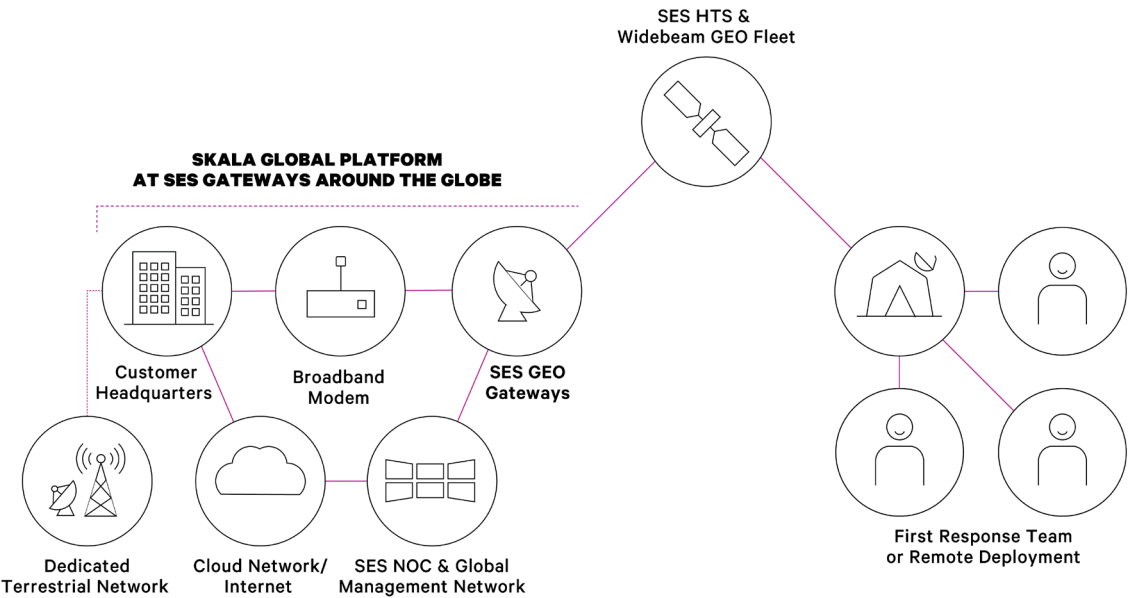 SES HTS &
Widebeam GEO Fleet
SKALA GLOBAL PLATFORM
AT SES GATEWAYS AROUND THE GLOBE
Customer
Headquarters
Broadband
Modem
SES GEO
Gateways
Dedicated
Terrestrial Network
Cloud Network/
Internet
SES NOC & Global
Management Network
First Response Team
or Remote Deployment